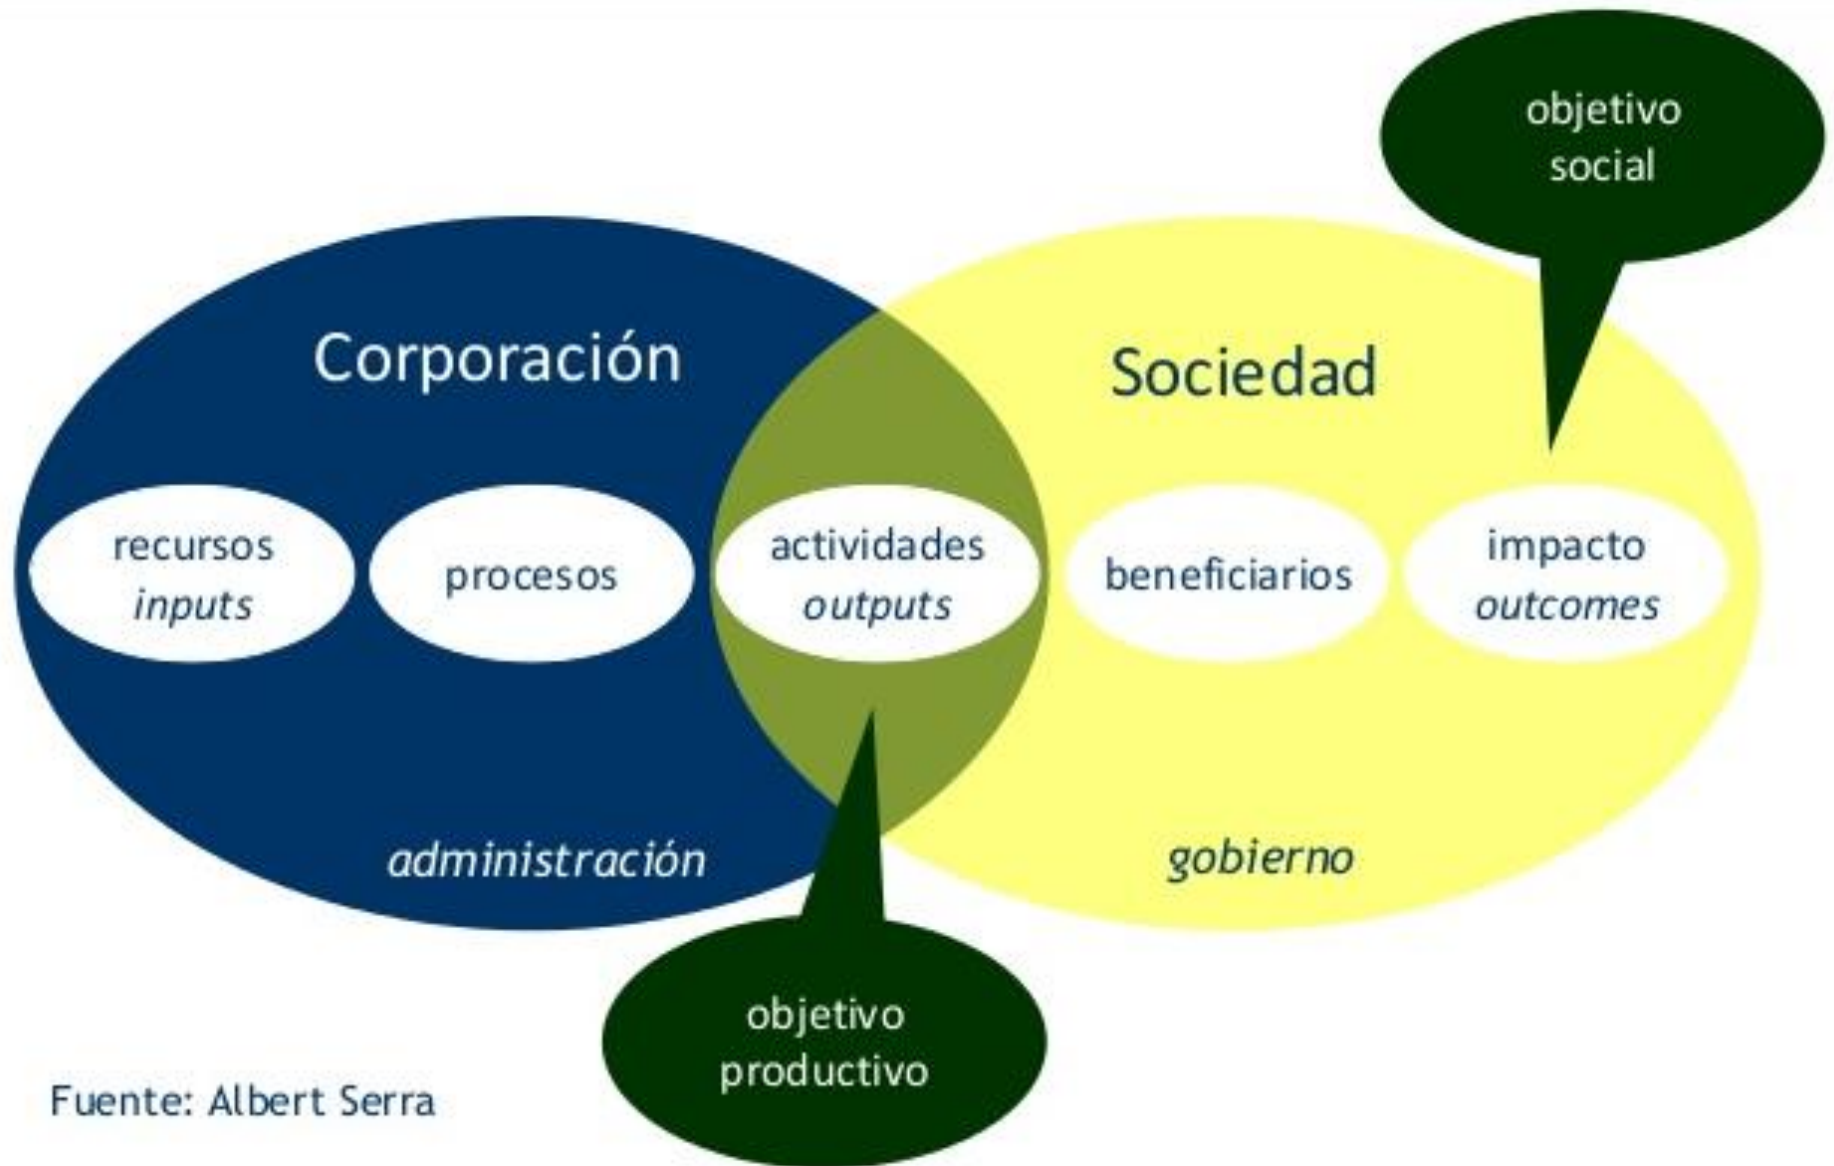 objetivo
social
Corporación
Sociedad
recursos
inputs
procesos
actividades
outputs
beneficiarios
impacto
outcomes
administración
gobierno
objetivo
productivo
Fuente: Albert Serra